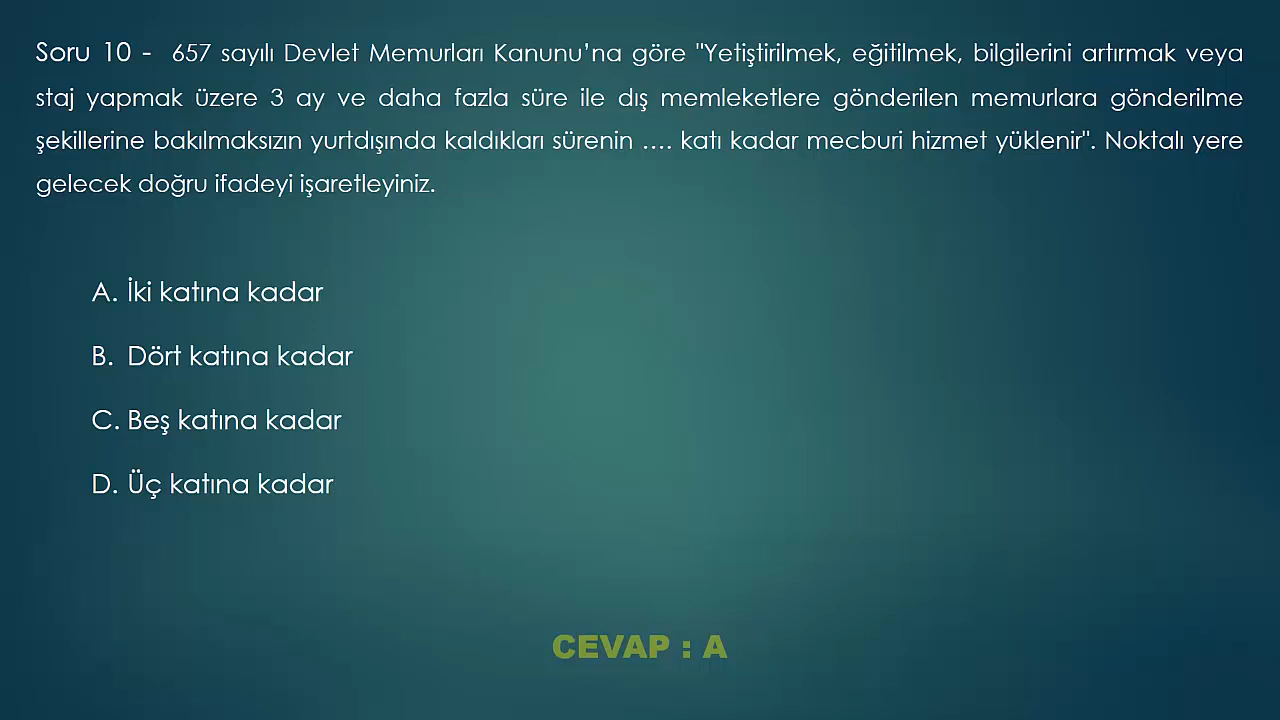 Soru 10 - 657 sayılı Devlet Memurları Kanunu’na göre "Yetiştirilmek, eğitilmek, bilgilerini artırmak veya
staj yapmak üzere 3 ay ve daha fazla süre ile dış memleketlere gönderilen memurlara gönderilme
şekillerine bakılmaksızın yurtdışında kaldıkları sürenin .... katı kadar mecburi hizmet yüklenir". Noktalı yere
gelecek doğru ifadeyi işaretleyiniz.
A. İki katına kadar
B. Dört katına kadar
C. Beş katına kadar
D. Üç katına kadar
CEVAP : A